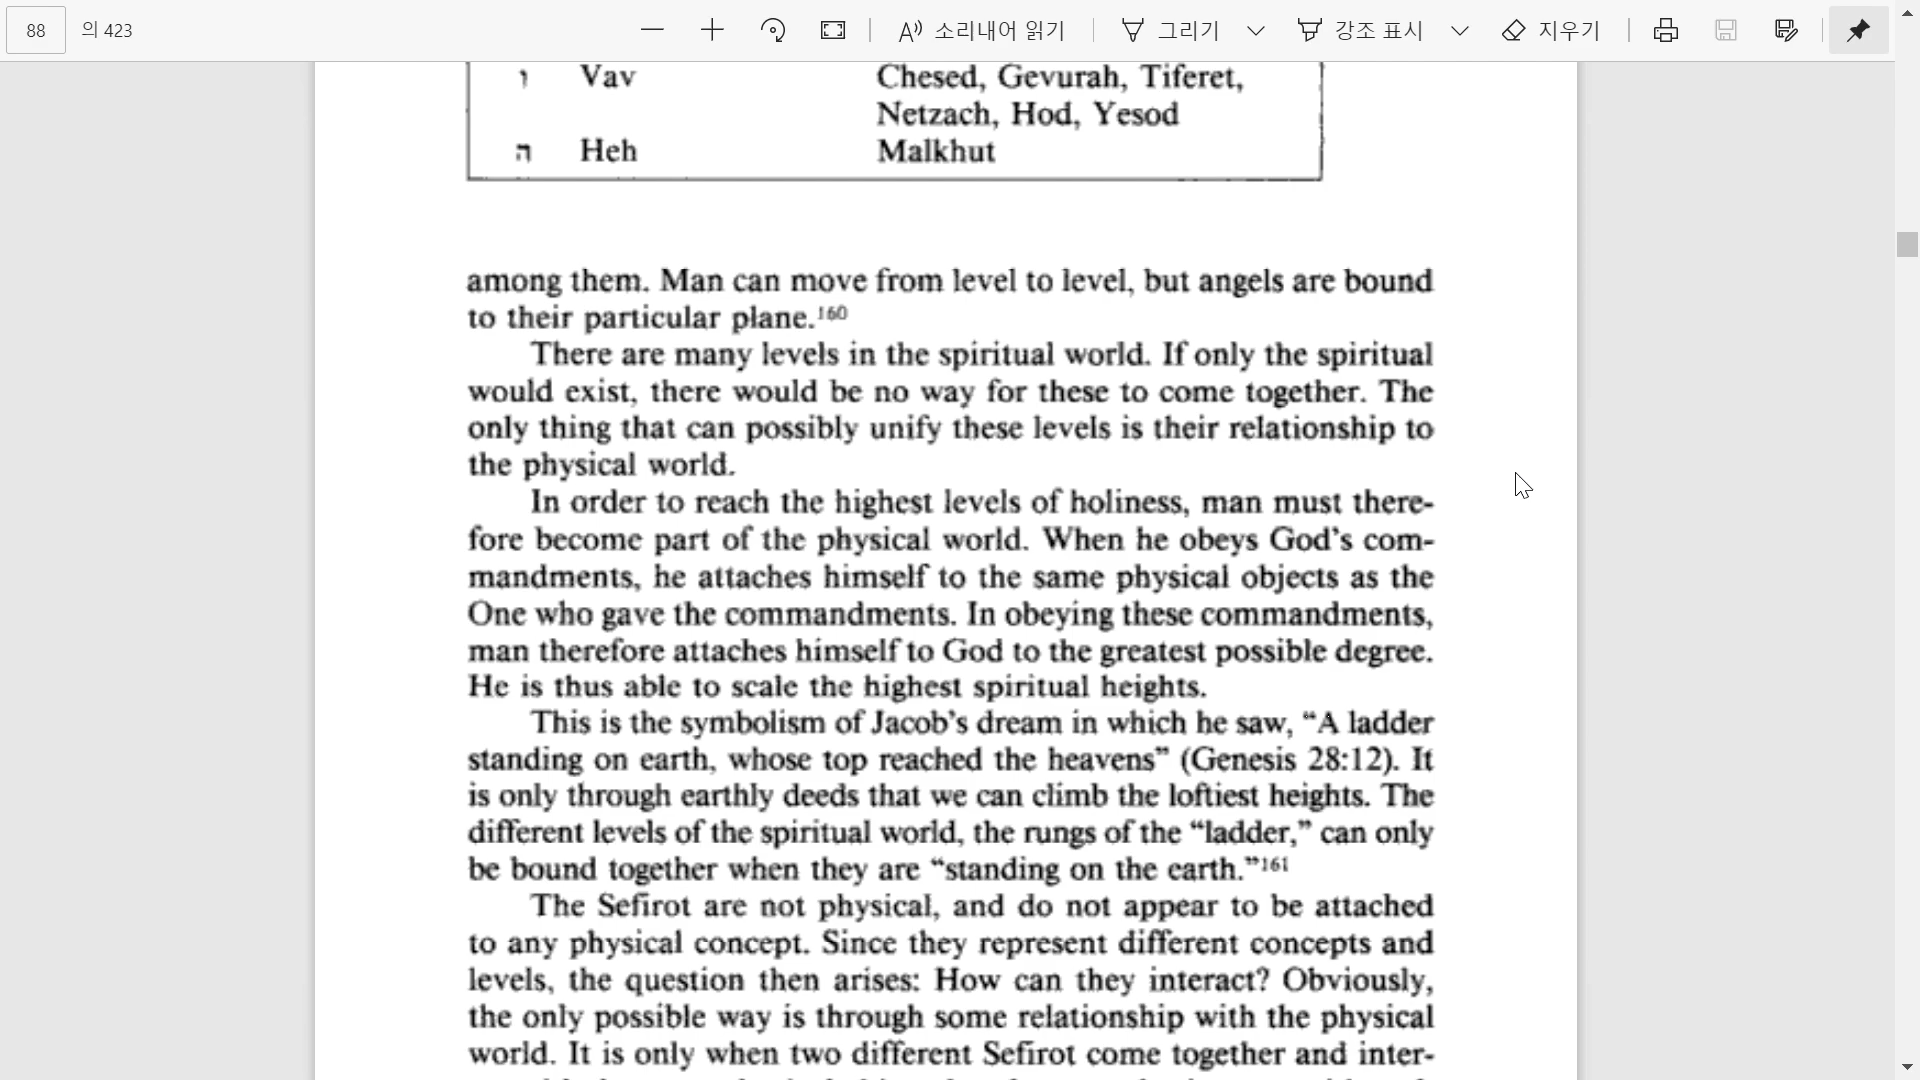 88 의 423 소리내어 읽기 그리기 강조 표시 지우기
ו Vav Chesed, Gevurah, Tiferet,
Netzach, Hod, Yesod
ה Heh Malkhut
among them. Man can move from level to level, but angels are bound
to their particular plane.160
There are many levels in the spiritual world. If only the spiritual
would exist, there would be no way for these to come together. The
only thing that can possibly unify these levels is their relationship to
the physical world.
In order to reach the highest levels of holiness, man must there-
fore become part of the physical world. When he obeys God's com-
mandments, he attaches himself to the same physical objects as the
One who gave the commandments. In obeying these commandments,
man therefore attaches himself to God to the greatest possible degree.
He is thus able to scale the highest spiritual heights.
This is the symbolism of Jacob's dream in which he saw, “A ladder
standing on earth, whose top reached the heavens” (Genesis 28:12). It
is only through earthly deeds that we can climb the loftiest heights. The
different levels of the spiritual world, the rungs of the “ladder,” can only
be bound together when they are “standing on the earth.”161
The Sefirot are not physical, and do not appear to be attached
to any physical concept. Since they represent different concepts and
levels, the question then arises: How can they interact? Obviously,
the only possible way is through some relationship with the physical
world. It is only when two different Sefirot come together and inter-